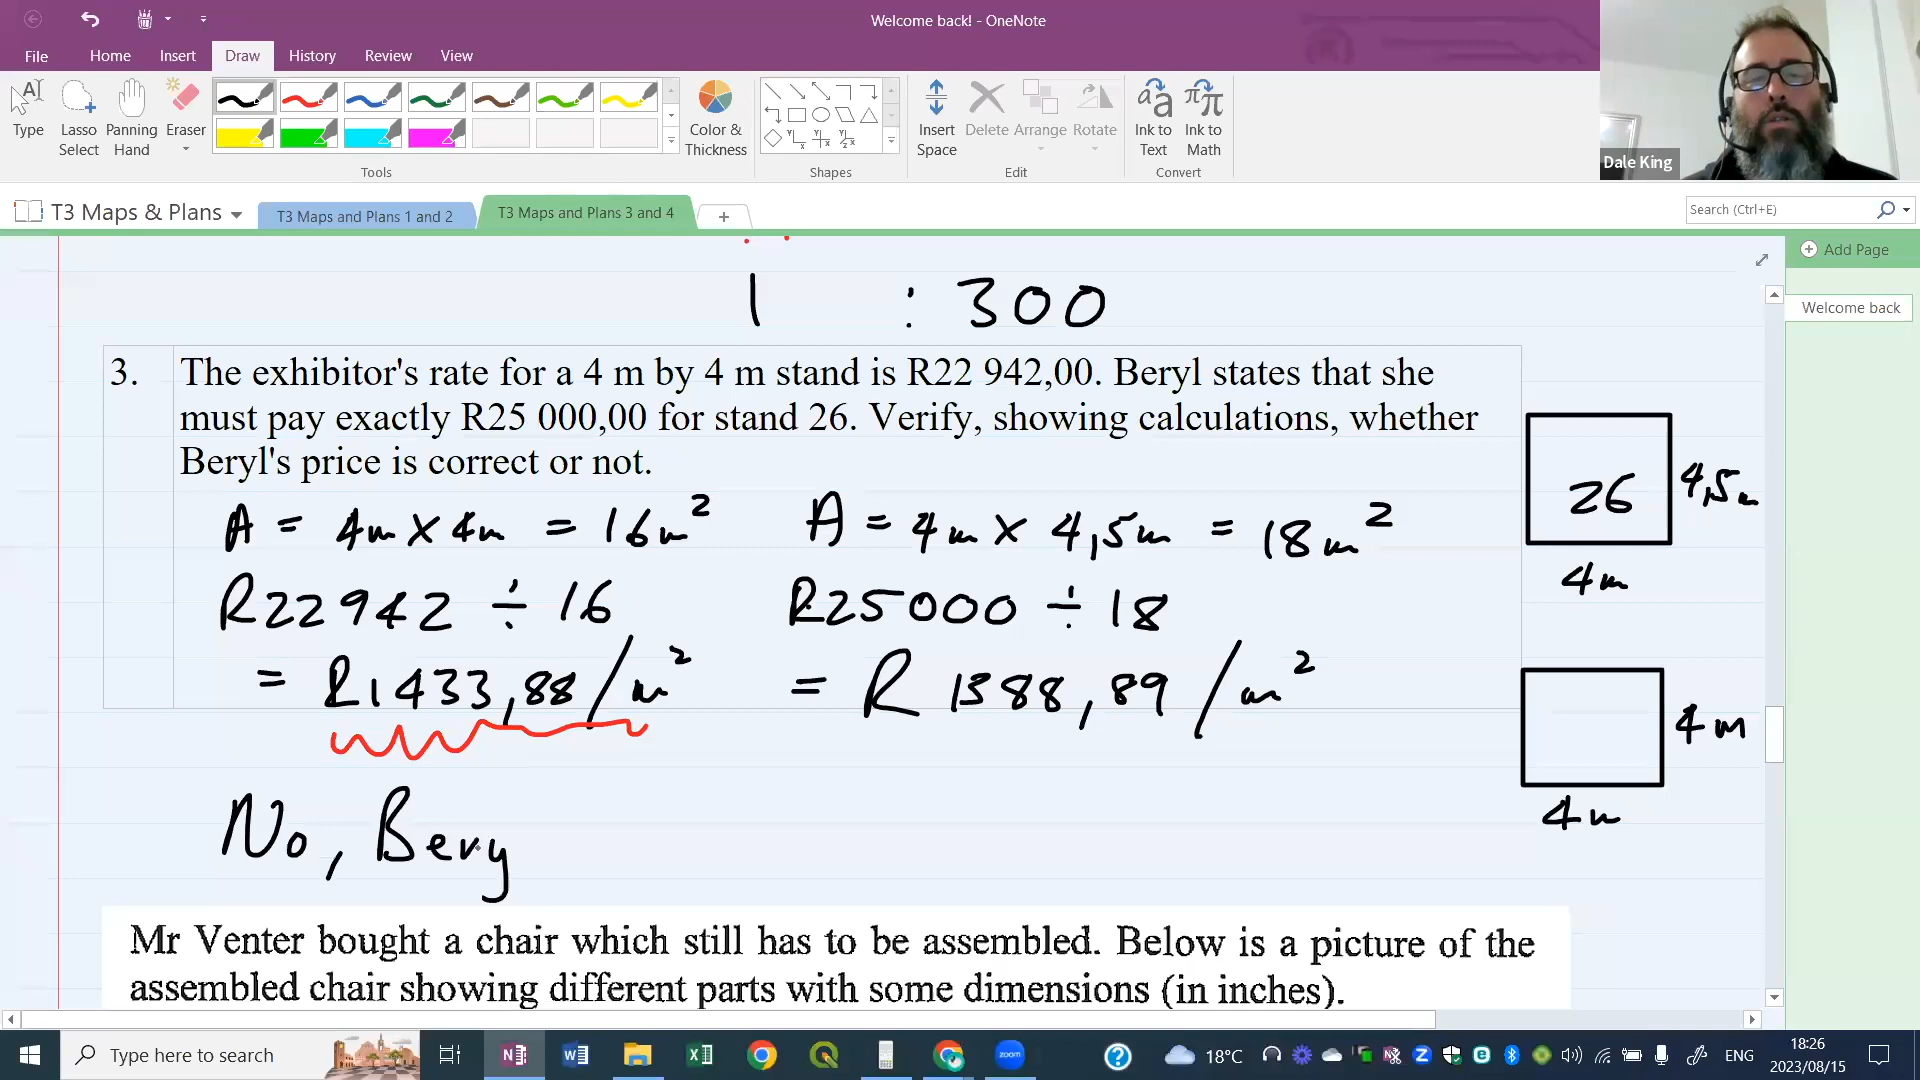 Welcome back! - OneNote
File Home Insert Draw History Review View
Type
Lasso Select
Panning Hand
Eraser
Color & Thickness
Insert Space
Delete
Arrange
Rotate
Ink to Text
Ink to Math
Tools
Shapes
Edit
Convert
Dale King
T3 Maps & Plans
T3 Maps and Plans 1 and 2
T3 Maps and Plans 3 and 4
Search (Ctrl+E)
Add Page
Welcome back
1 : 300
3. The exhibitor's rate for a 4 m by 4 m stand is R22 942,00. Beryl states that she
must pay exactly R25 000,00 for stand 26. Verify, showing calculations, whether
Beryl's price is correct or not.
A = 4m × 4m = 16m² A = 4m × 4,5m = 18m²
R22942 ÷ 16 R25000 ÷ 18
= R1433,88/m² = R1388,89/m²
No, Bery
26
4,5m
4m
4m
4m
Mr Venter bought a chair which still has to be assembled. Below is a picture of the
assembled chair showing different parts with some dimensions (in inches).
Type here to search
zoom
18°C
ENG
18:26
2023/08/15